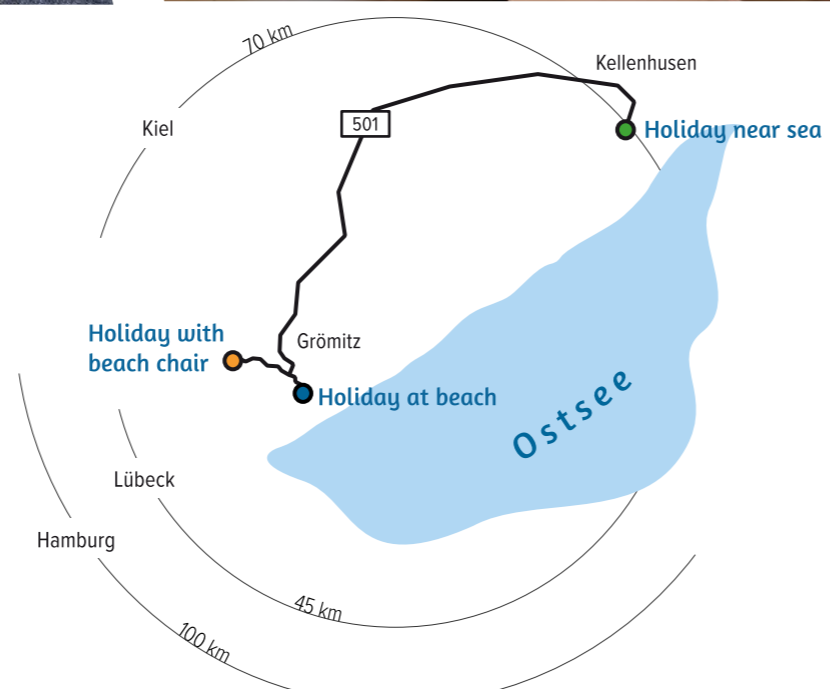 70 km
Kellenhusen
Kiel
501
Holiday near sea
Holiday with
beach chair
Grömitz
Holiday at beach
Ostsee
Lübeck
Hamburg
45 km
100 km